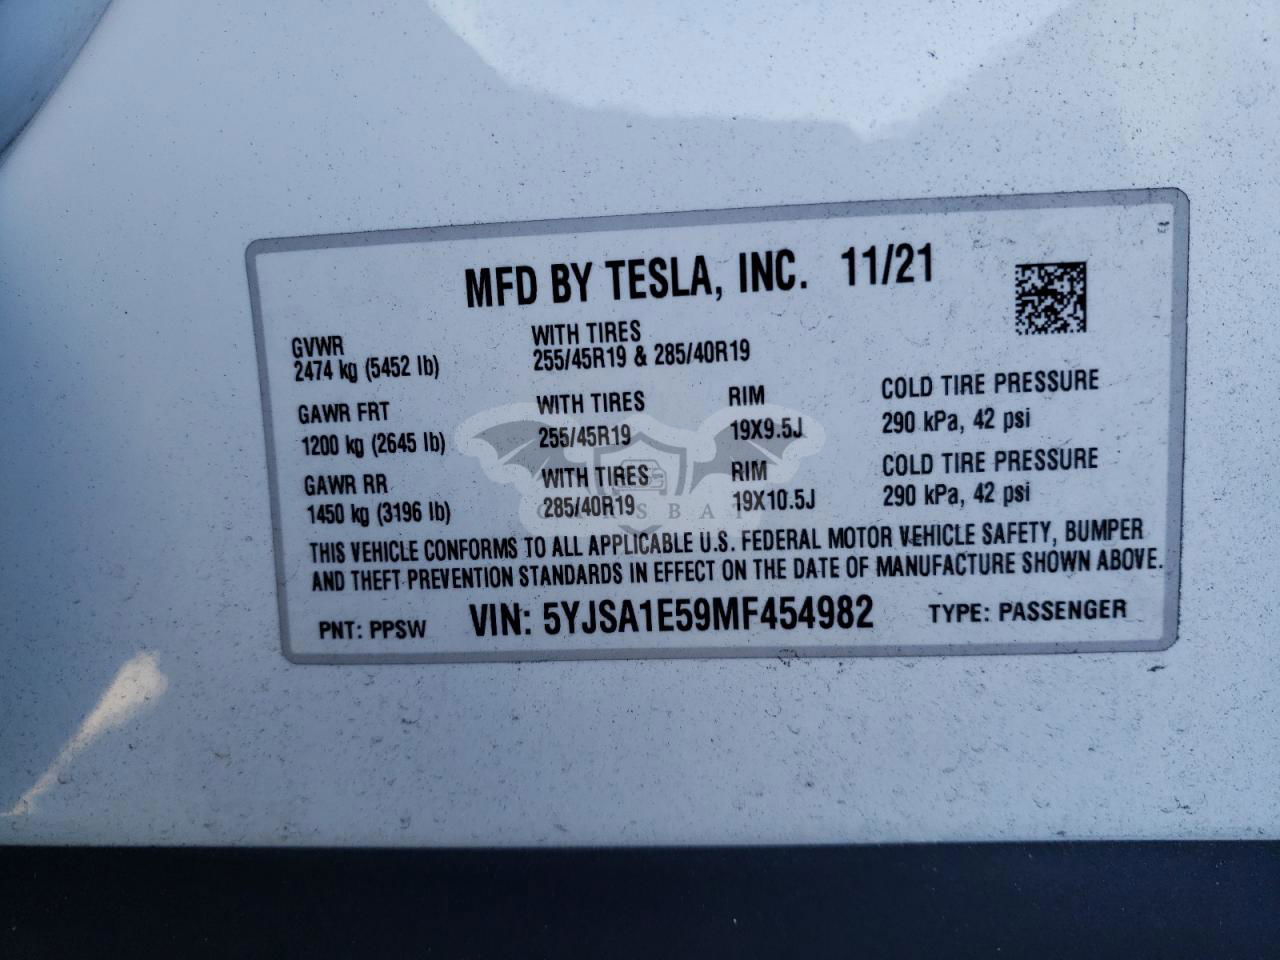 MFD BY TESLA, INC. 11/21
GVWR
2474 kg (5452 lb)
WITH TIRES
255/45R19 & 285/40R19
GAWR FRT
1200 kg (2645 lb)
WITH TIRES
255/45R19
RIM
19X9.5J
COLD TIRE PRESSURE
290 kPa, 42 psi
GAWR RR
1450 kg (3196 lb)
WITH TIRES
285/40R19
RIM
19X10.5J
COLD TIRE PRESSURE
290 kPa, 42 psi
CARSBAT
THIS VEHICLE CONFORMS TO ALL APPLICABLE U.S. FEDERAL MOTOR VEHICLE SAFETY, BUMPER
AND THEFT PREVENTION STANDARDS IN EFFECT ON THE DATE OF MANUFACTURE SHOWN ABOVE.
PNT: PPSW VIN: 5YJSA1E59MF454982 TYPE: PASSENGER